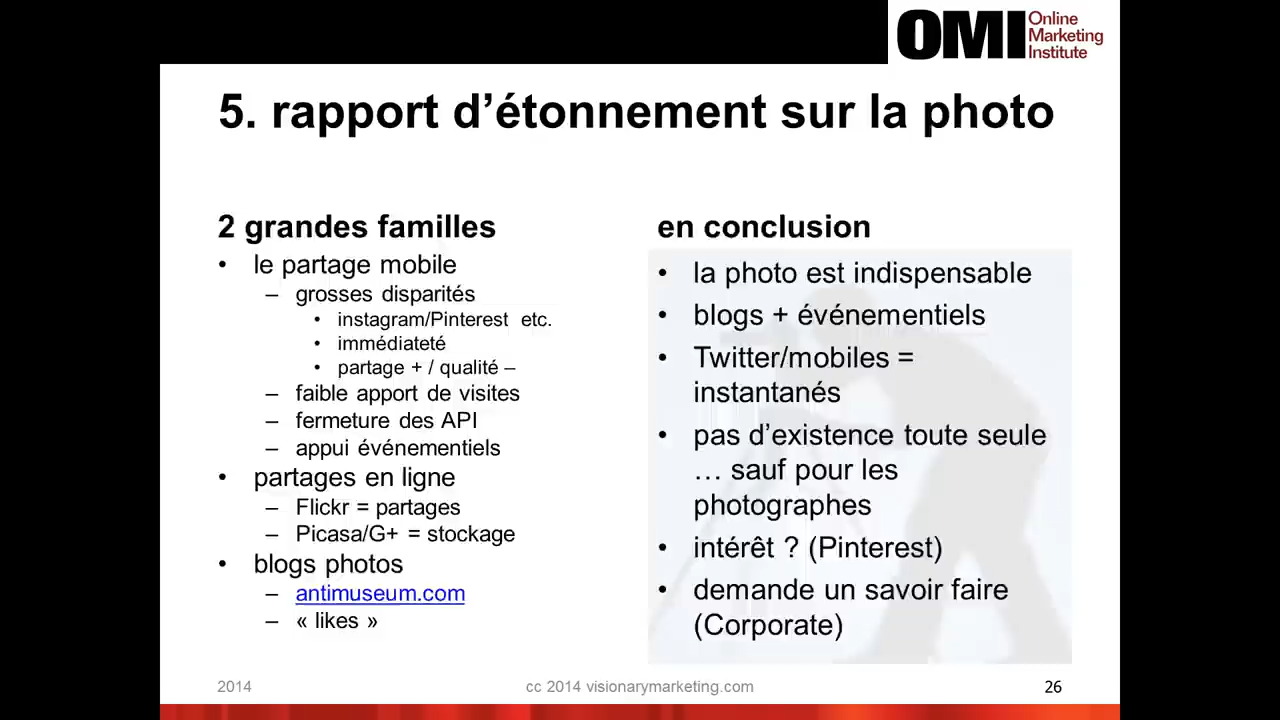 OMI Online
Marketing
Institute
5. rapport d’étonnement sur la photo
2 grandes familles
• le partage mobile
– grosses disparités
• instagram/Pinterest etc.
• immédiateté
• partage + / qualité –
– faible apport de visites
– fermeture des API
– appui événementiels
• partages en ligne
– Flickr = partages
– Picasa/G+ = stockage
• blogs photos
– antimuseum.com
– « likes »
en conclusion
• la photo est indispensable
• blogs + événementiels
• Twitter/mobiles =
instantanés
• pas d’existence toute seule
… sauf pour les
photographes
• intérêt ? (Pinterest)
• demande un savoir faire
(Corporate)
2014
cc 2014 visionarymarketing.com
26